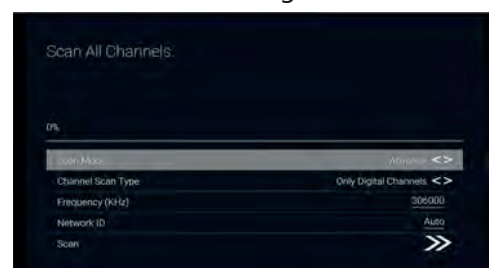 Scan All Channels.
0%
Scan Mode Advance <>
Channel Scan Type Only Digital Channels <>
Frequency (KHz) 306000
Network ID Auto
Scan